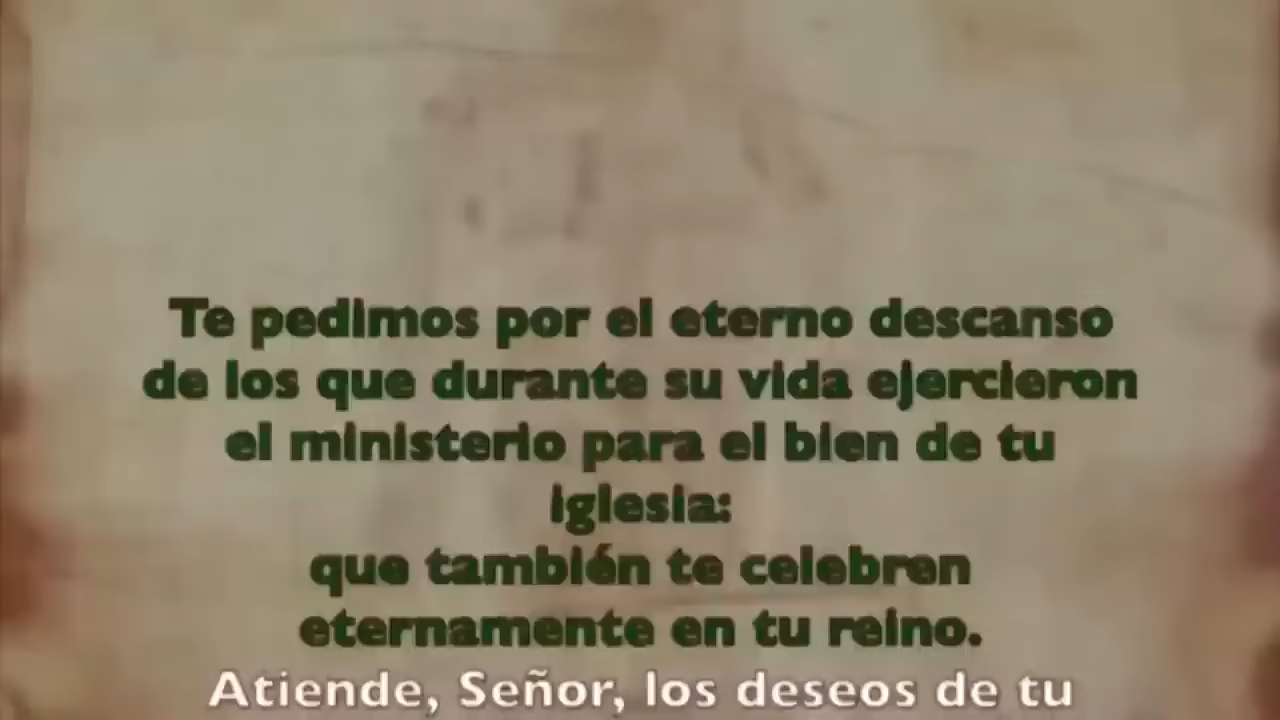 Te pedimos por el eterno descanso
de los que durante su vida ejercieron
el ministerio para el bien de tu
iglesia:
que también te celebren
eternamente en tu reino.
Atiende, Señor, los deseos de tu